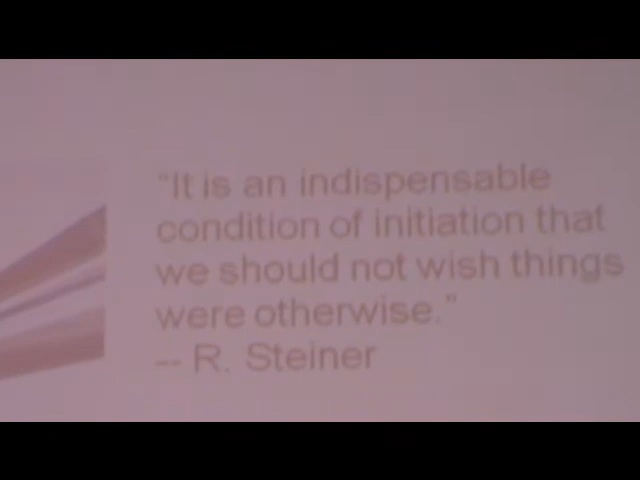 "It is an indispensable
condition of initiation that
we should not wish things
were otherwise."
-- R. Steiner